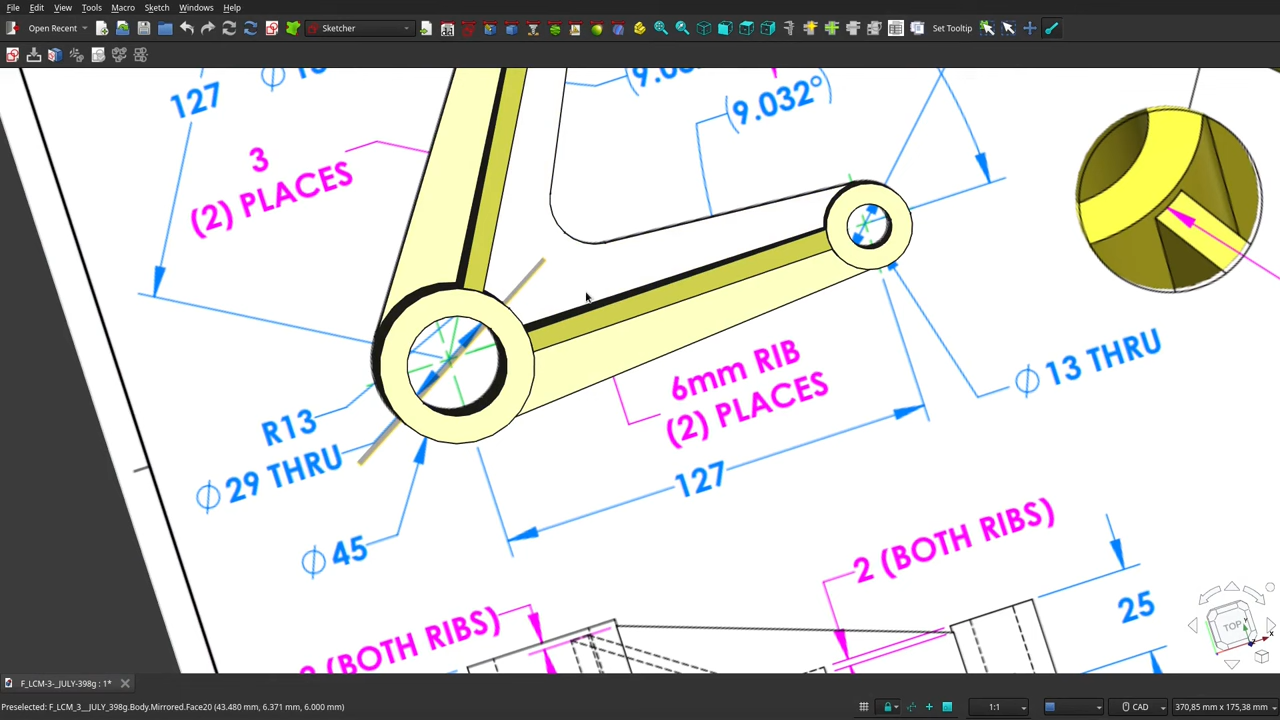 File Edit View Tools Macro Sketch Windows Help
Open Recent Sketcher Set Tooltip
127
(9.032°)
3
(2) PLACES
6mm RIB
(2) PLACES
⌀ 13 THRU
R13
⌀ 29 THRU
⌀ 45
127
2 (BOTH RIBS)
25
(BOTH RIBS)
TOP
F_LCM-3-_JULY-398g : 1*
Preselected: F_LCM_3__JULY_398g.Body.Mirrored.Face20 (43.480 mm, 6.371 mm, 6.000 mm) 1:1 CAD 370,85 mm x 175,38 mm